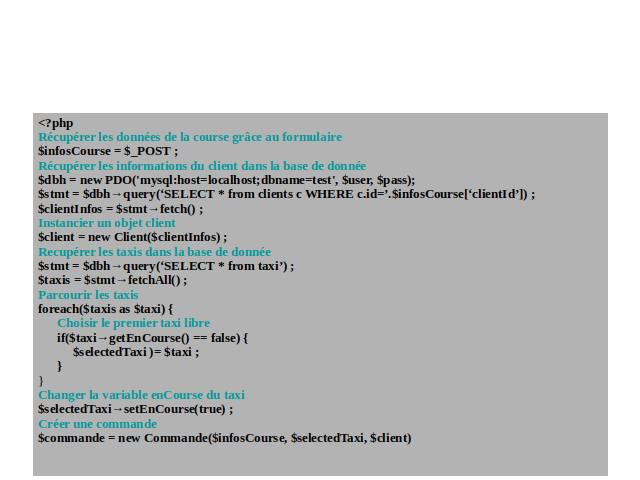 <?php
Récupérer les données de la course grâce au formulaire
$infosCourse = $_POST ;
Récupérer les informations du client dans la base de donnée
$dbh = new PDO('mysql:host=localhost;dbname=test', $user, $pass);
$stmt = $dbh→query(‘SELECT * from clients c WHERE c.id=’.$infosCourse[‘clientId’]) ;
$clientInfos = $stmt→fetch() ;
Instancier un objet client
$client = new Client($clientInfos) ;
Recupérer les taxis dans la base de donnée
$stmt = $dbh→query(‘SELECT * from taxi’) ;
$taxis = $stmt→fetchAll() ;
Parcourir les taxis
foreach($taxis as $taxi) {
Choisir le premier taxi libre
if($taxi→getEnCourse() == false) {
$selectedTaxi )= $taxi ;
}
}
Changer la variable enCourse du taxi
$selectedTaxi→setEnCourse(true) ;
Créer une commande
$commande = new Commande($infosCourse, $selectedTaxi, $client)